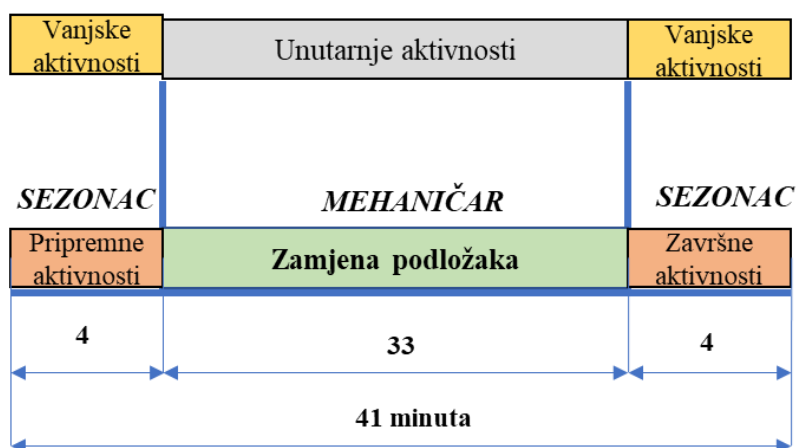 Vanjske
aktivnosti
Unutarnje aktivnosti
Vanjske
aktivnosti
SEZONAC
MEHANIČAR
SEZONAC
Pripremne
aktivnosti
Zamjena podložaka
Završne
aktivnosti
4
33
4
41 minuta